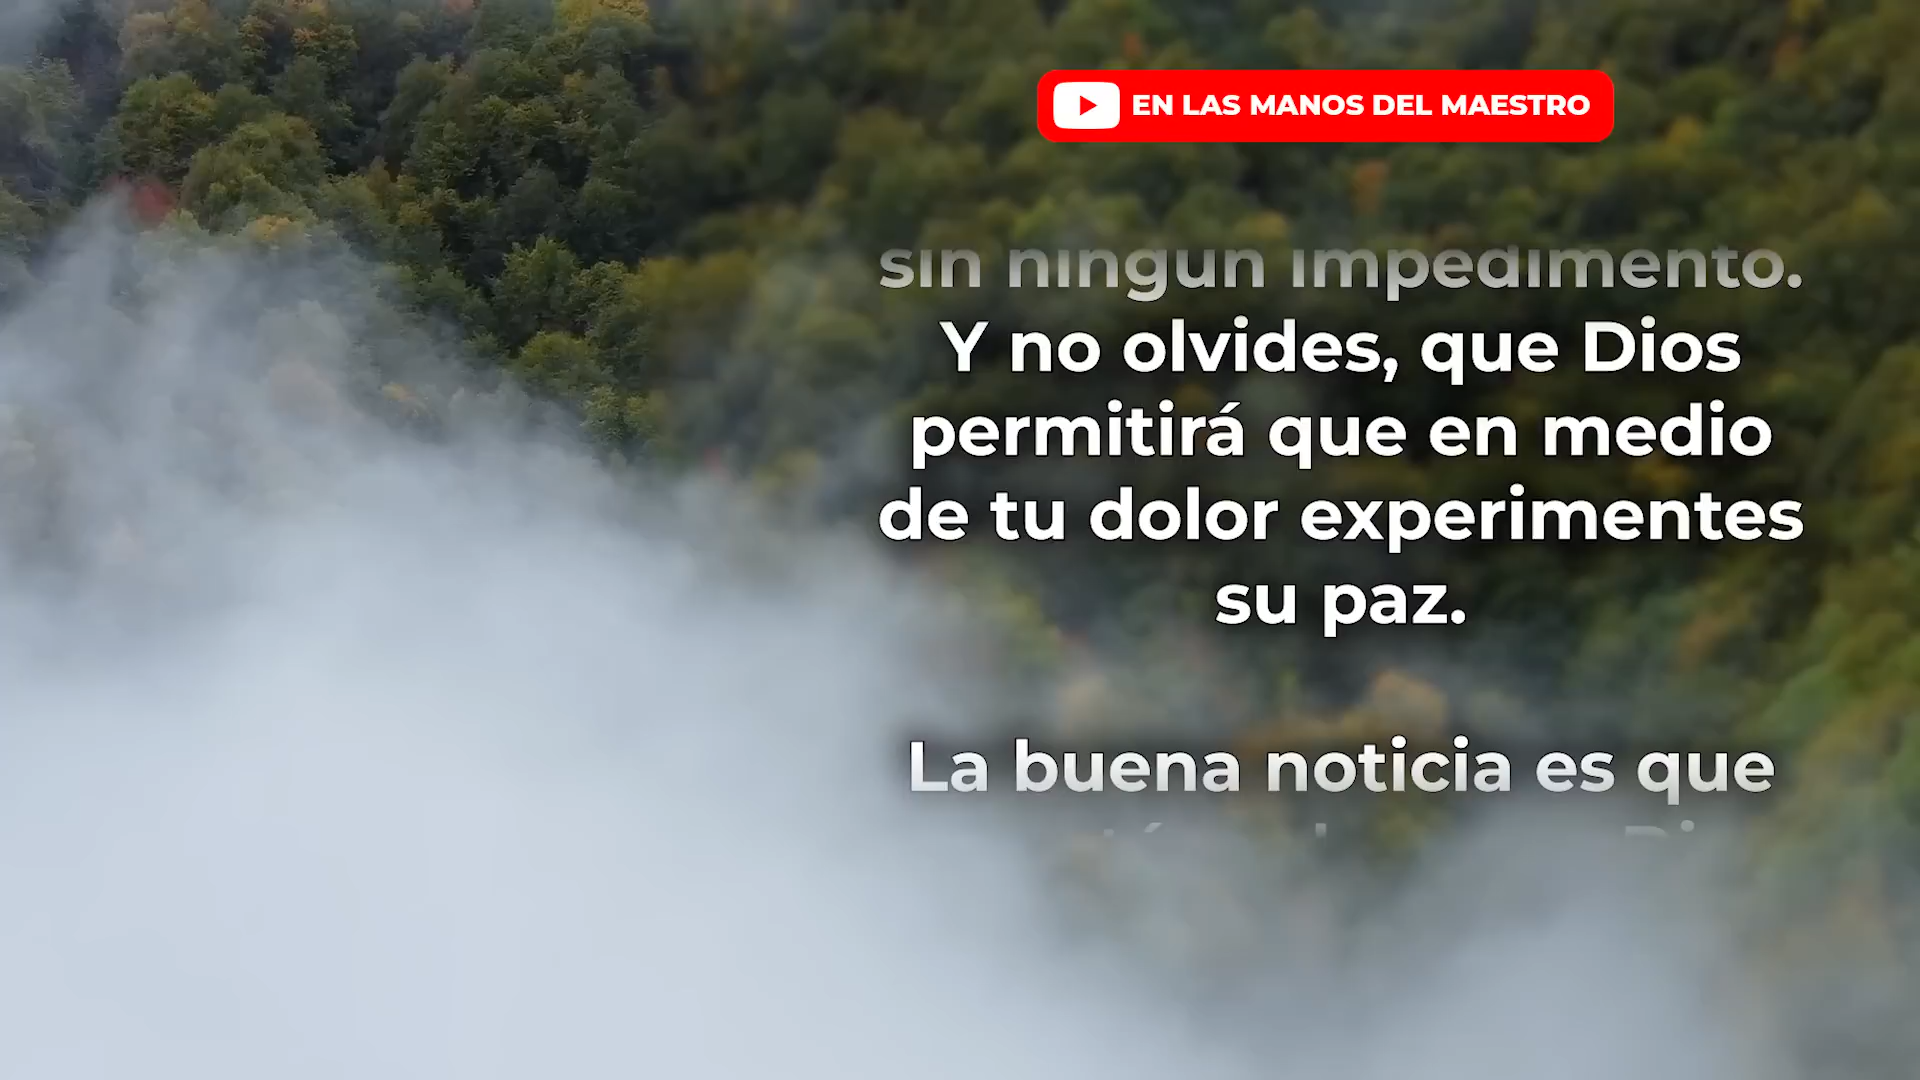 EN LAS MANOS DEL MAESTRO
sin ningún impedimento.
Y no olvides, que Dios
permitirá que en medio
de tu dolor experimentes
su paz.
La buena noticia es que